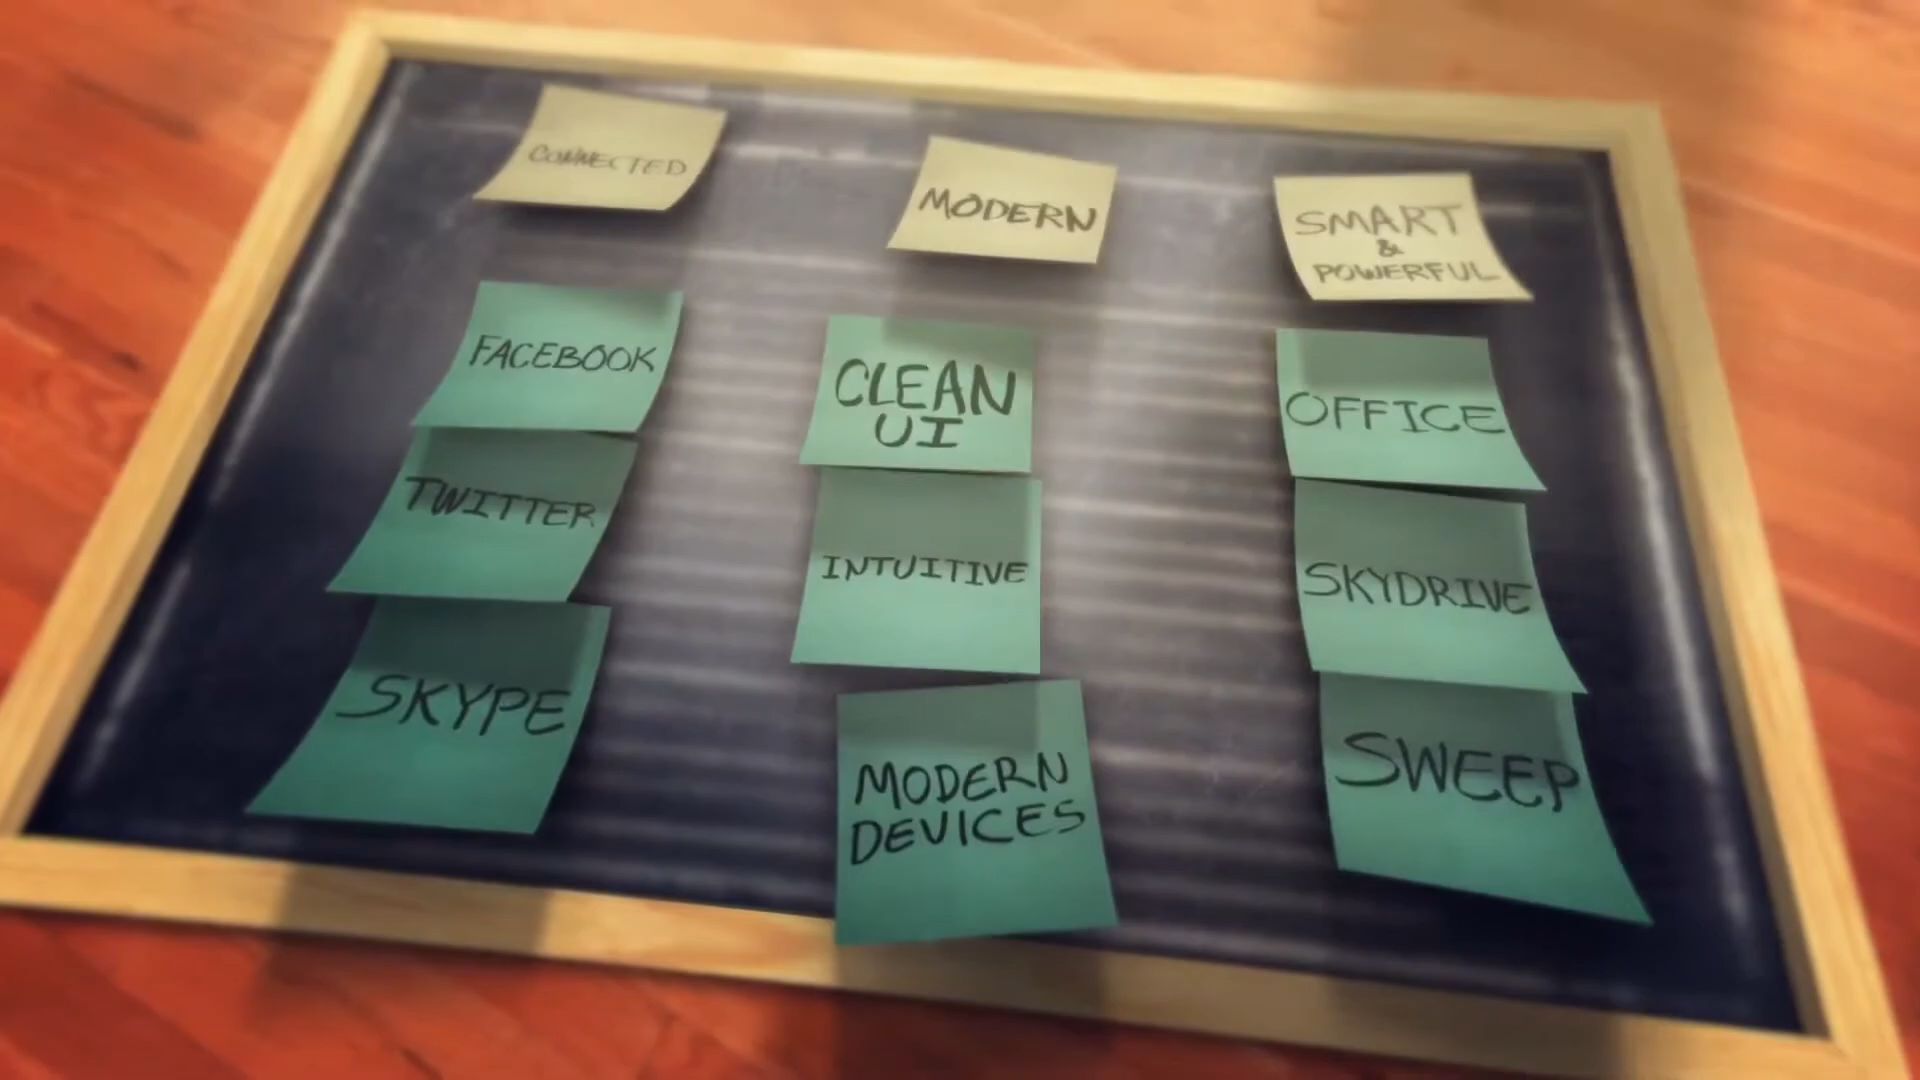 CONNECTED
MODERN
SMART
&
POWERFUL
FACEBOOK
CLEAN
UI
OFFICE
TWITTER
INTUITIVE
SKYDRIVE
SKYPE
MODERN
DEVICES
SWEEP